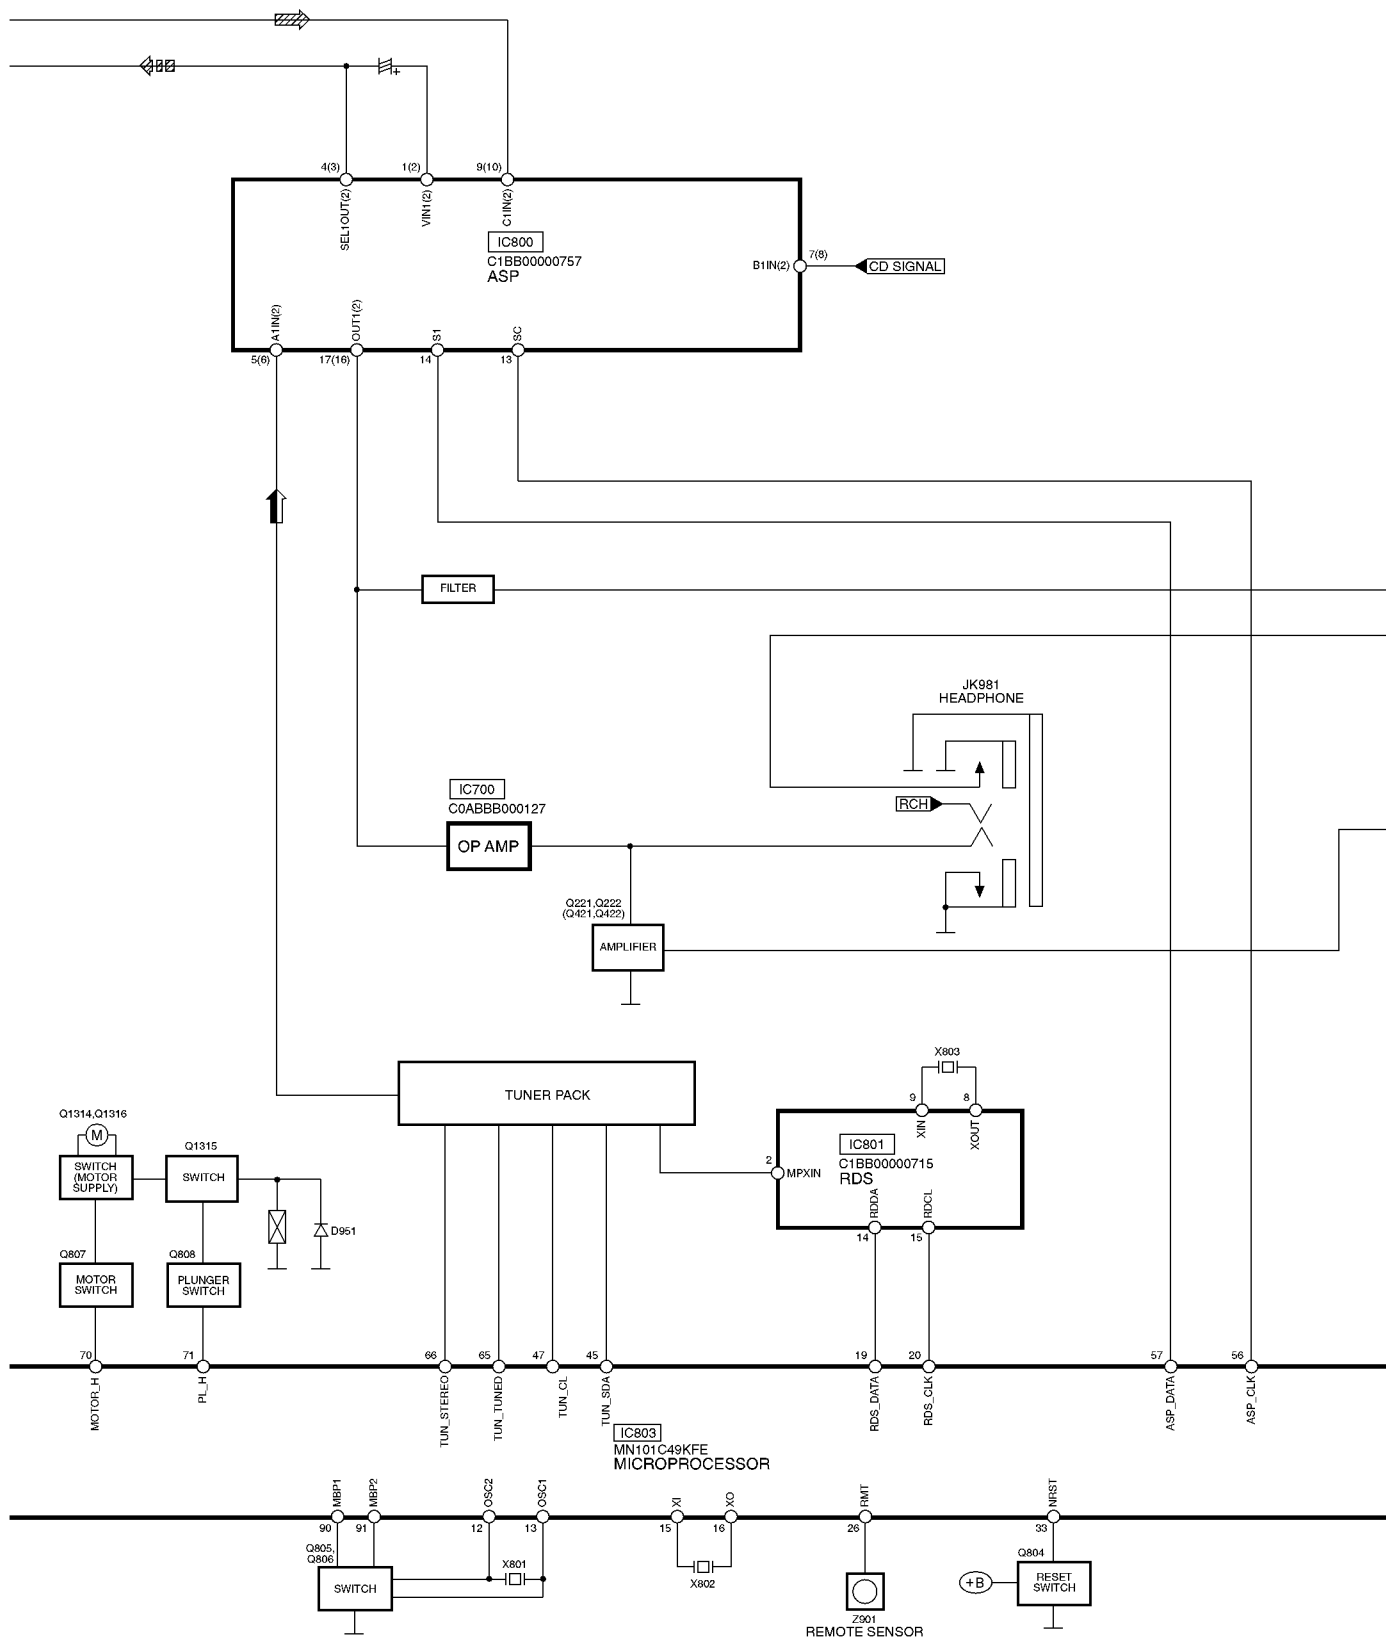 +
4(3)
1(2)
9(10)
SEL1OUT(2)
VIN1(2)
C1IN(2)
IC800
C1BB00000757
ASP
7(8)
B1IN(2)
CD SIGNAL
A1IN(2)
OUT1(2)
S1
SC
5(6)
17(16)
14
13
FILTER
JK981
HEADPHONE
RCH
IC700
C0ABBB000127
OP AMP
Q221,Q222
(Q421,Q422)
AMPLIFIER
TUNER PACK
X803
9
8
XIN
XOUT
IC801
C1BB00000715
RDS
2
MPXIN
RDDA
RDCL
14
15
Q1314,Q1316
M
SWITCH
(MOTOR
SUPPLY)
Q1315
SWITCH
D951
Q807
MOTOR
SWITCH
Q808
PLUNGER
SWITCH
70
71
66
65
47
45
19
20
57
56
MOTOR_H
PL_H
TUN_STEREO
TUN_TUNED
TUN_CL
TUN_SDA
RDS_DATA
RDS_CLK
ASP_DATA
ASP_CLK
IC803
MN101C49KFE
MICROPROCESSOR
MBP1
MBP2
OSC2
OSC1
XI
XO
RMT
NRST
90
91
12
13
15
16
26
33
Q805,
Q806
SWITCH
X801
X802
Z901
REMOTE SENSOR
Q804
+B
RESET
SWITCH